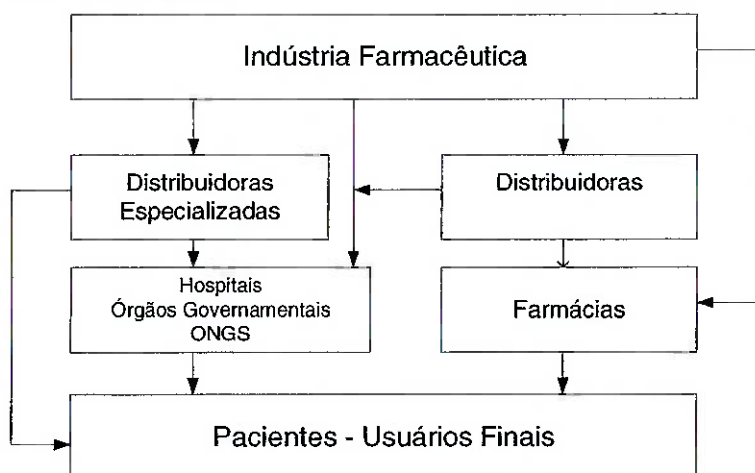 Indústria Farmacêutica
Distribuidoras
Especializadas
Distribuidoras
Hospitais
Órgãos Governamentais
ONGS
Farmácias
Pacientes - Usuários Finais